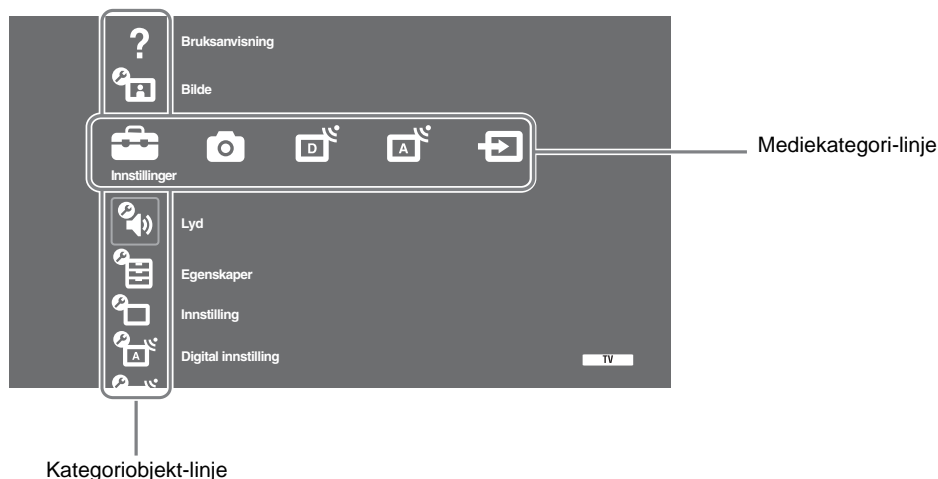 ?
Bruksanvisning
Bilde
D
A
Innstillinger
Mediekategori-linje
Lyd
Egenskaper
Innstilling
A
Digital innstilling
TV
Kategoriobjekt-linje